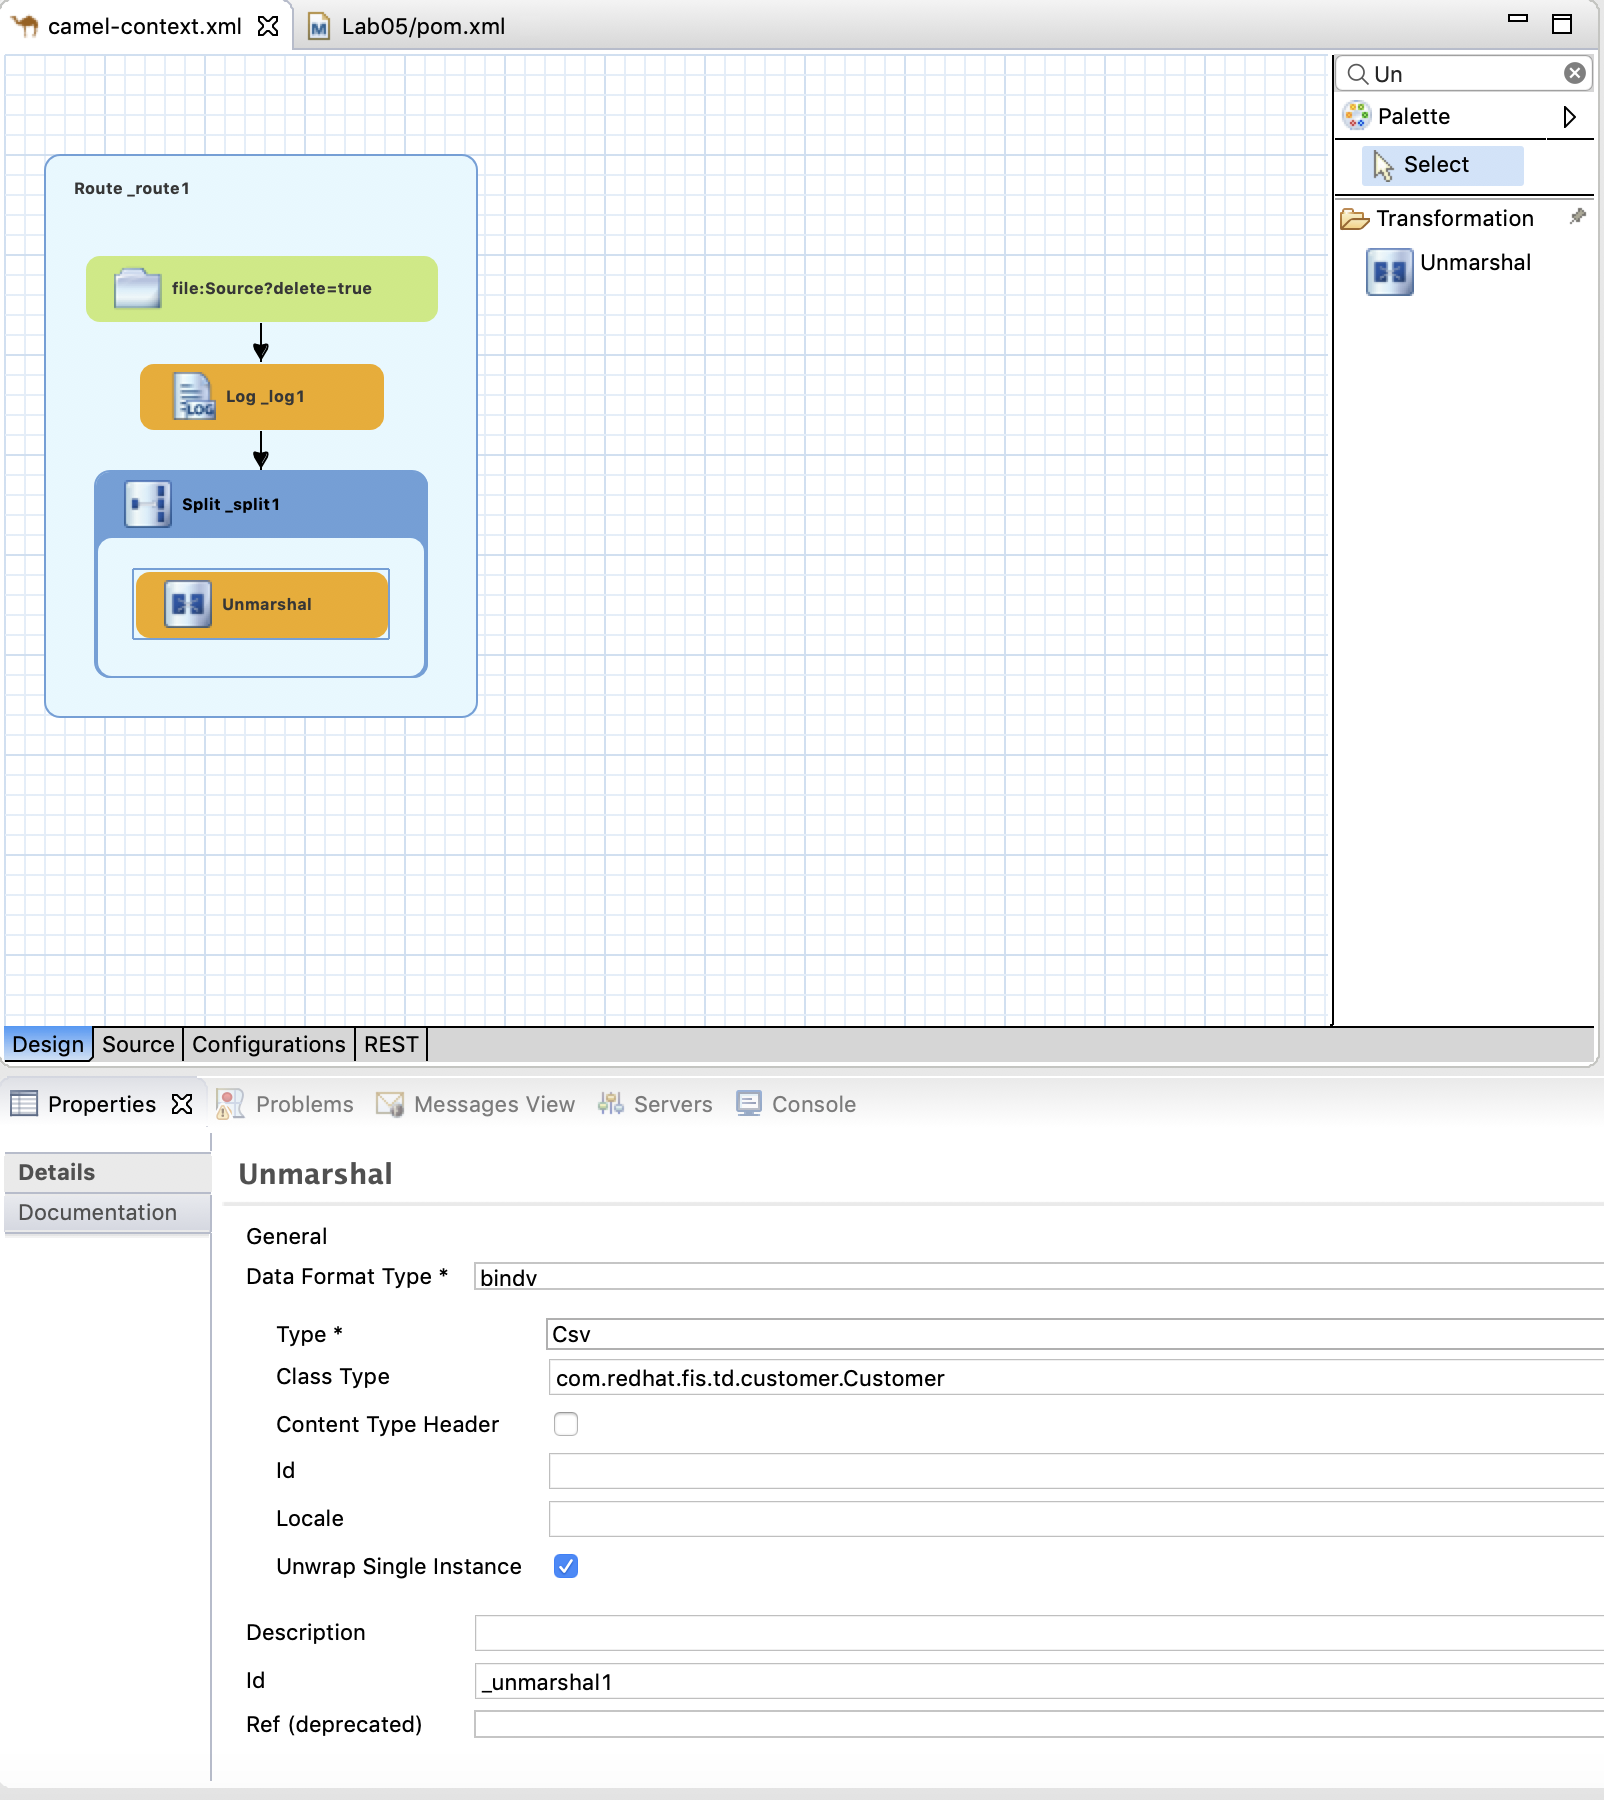 camel-context.xml
M Lab05/pom.xml
Un
Palette
Select
Transformation
Unmarshal
Route _route1
file:Source?delete=true
LOG Log _log1
Split _split1
Unmarshal
Design Source Configurations REST
Properties Problems Messages View Servers Console
Details
Documentation
Unmarshal
General
Data Format Type * bindy
Type * Csv
Class Type com.redhat.fis.td.customer.Customer
Content Type Header
Id
Locale
Unwrap Single Instance
Description
Id _unmarshal1
Ref (deprecated)